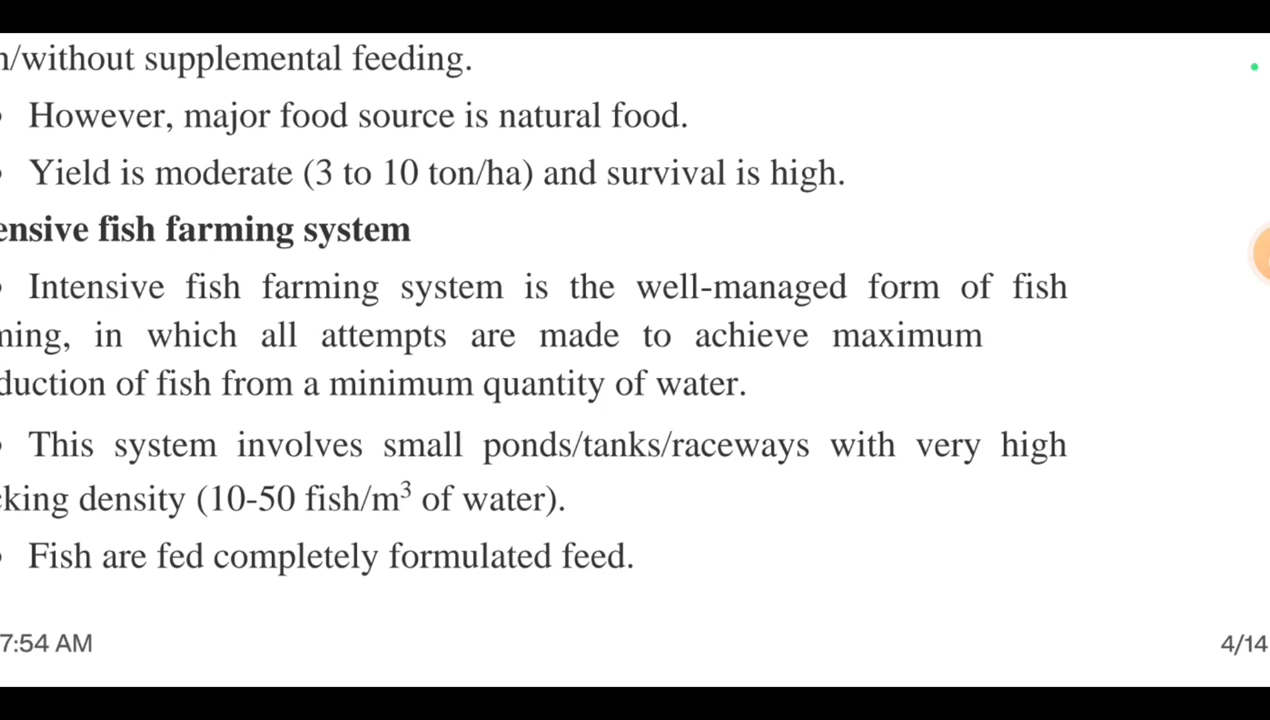 /without supplemental feeding.
However, major food source is natural food.
Yield is moderate (3 to 10 ton/ha) and survival is high.
ensive fish farming system
Intensive fish farming system is the well-managed form of fish
ming, in which all attempts are made to achieve maximum
duction of fish from a minimum quantity of water.
This system involves small ponds/tanks/raceways with very high
cking density (10-50 fish/m³ of water).
Fish are fed completely formulated feed.
7:54 AM
4/14